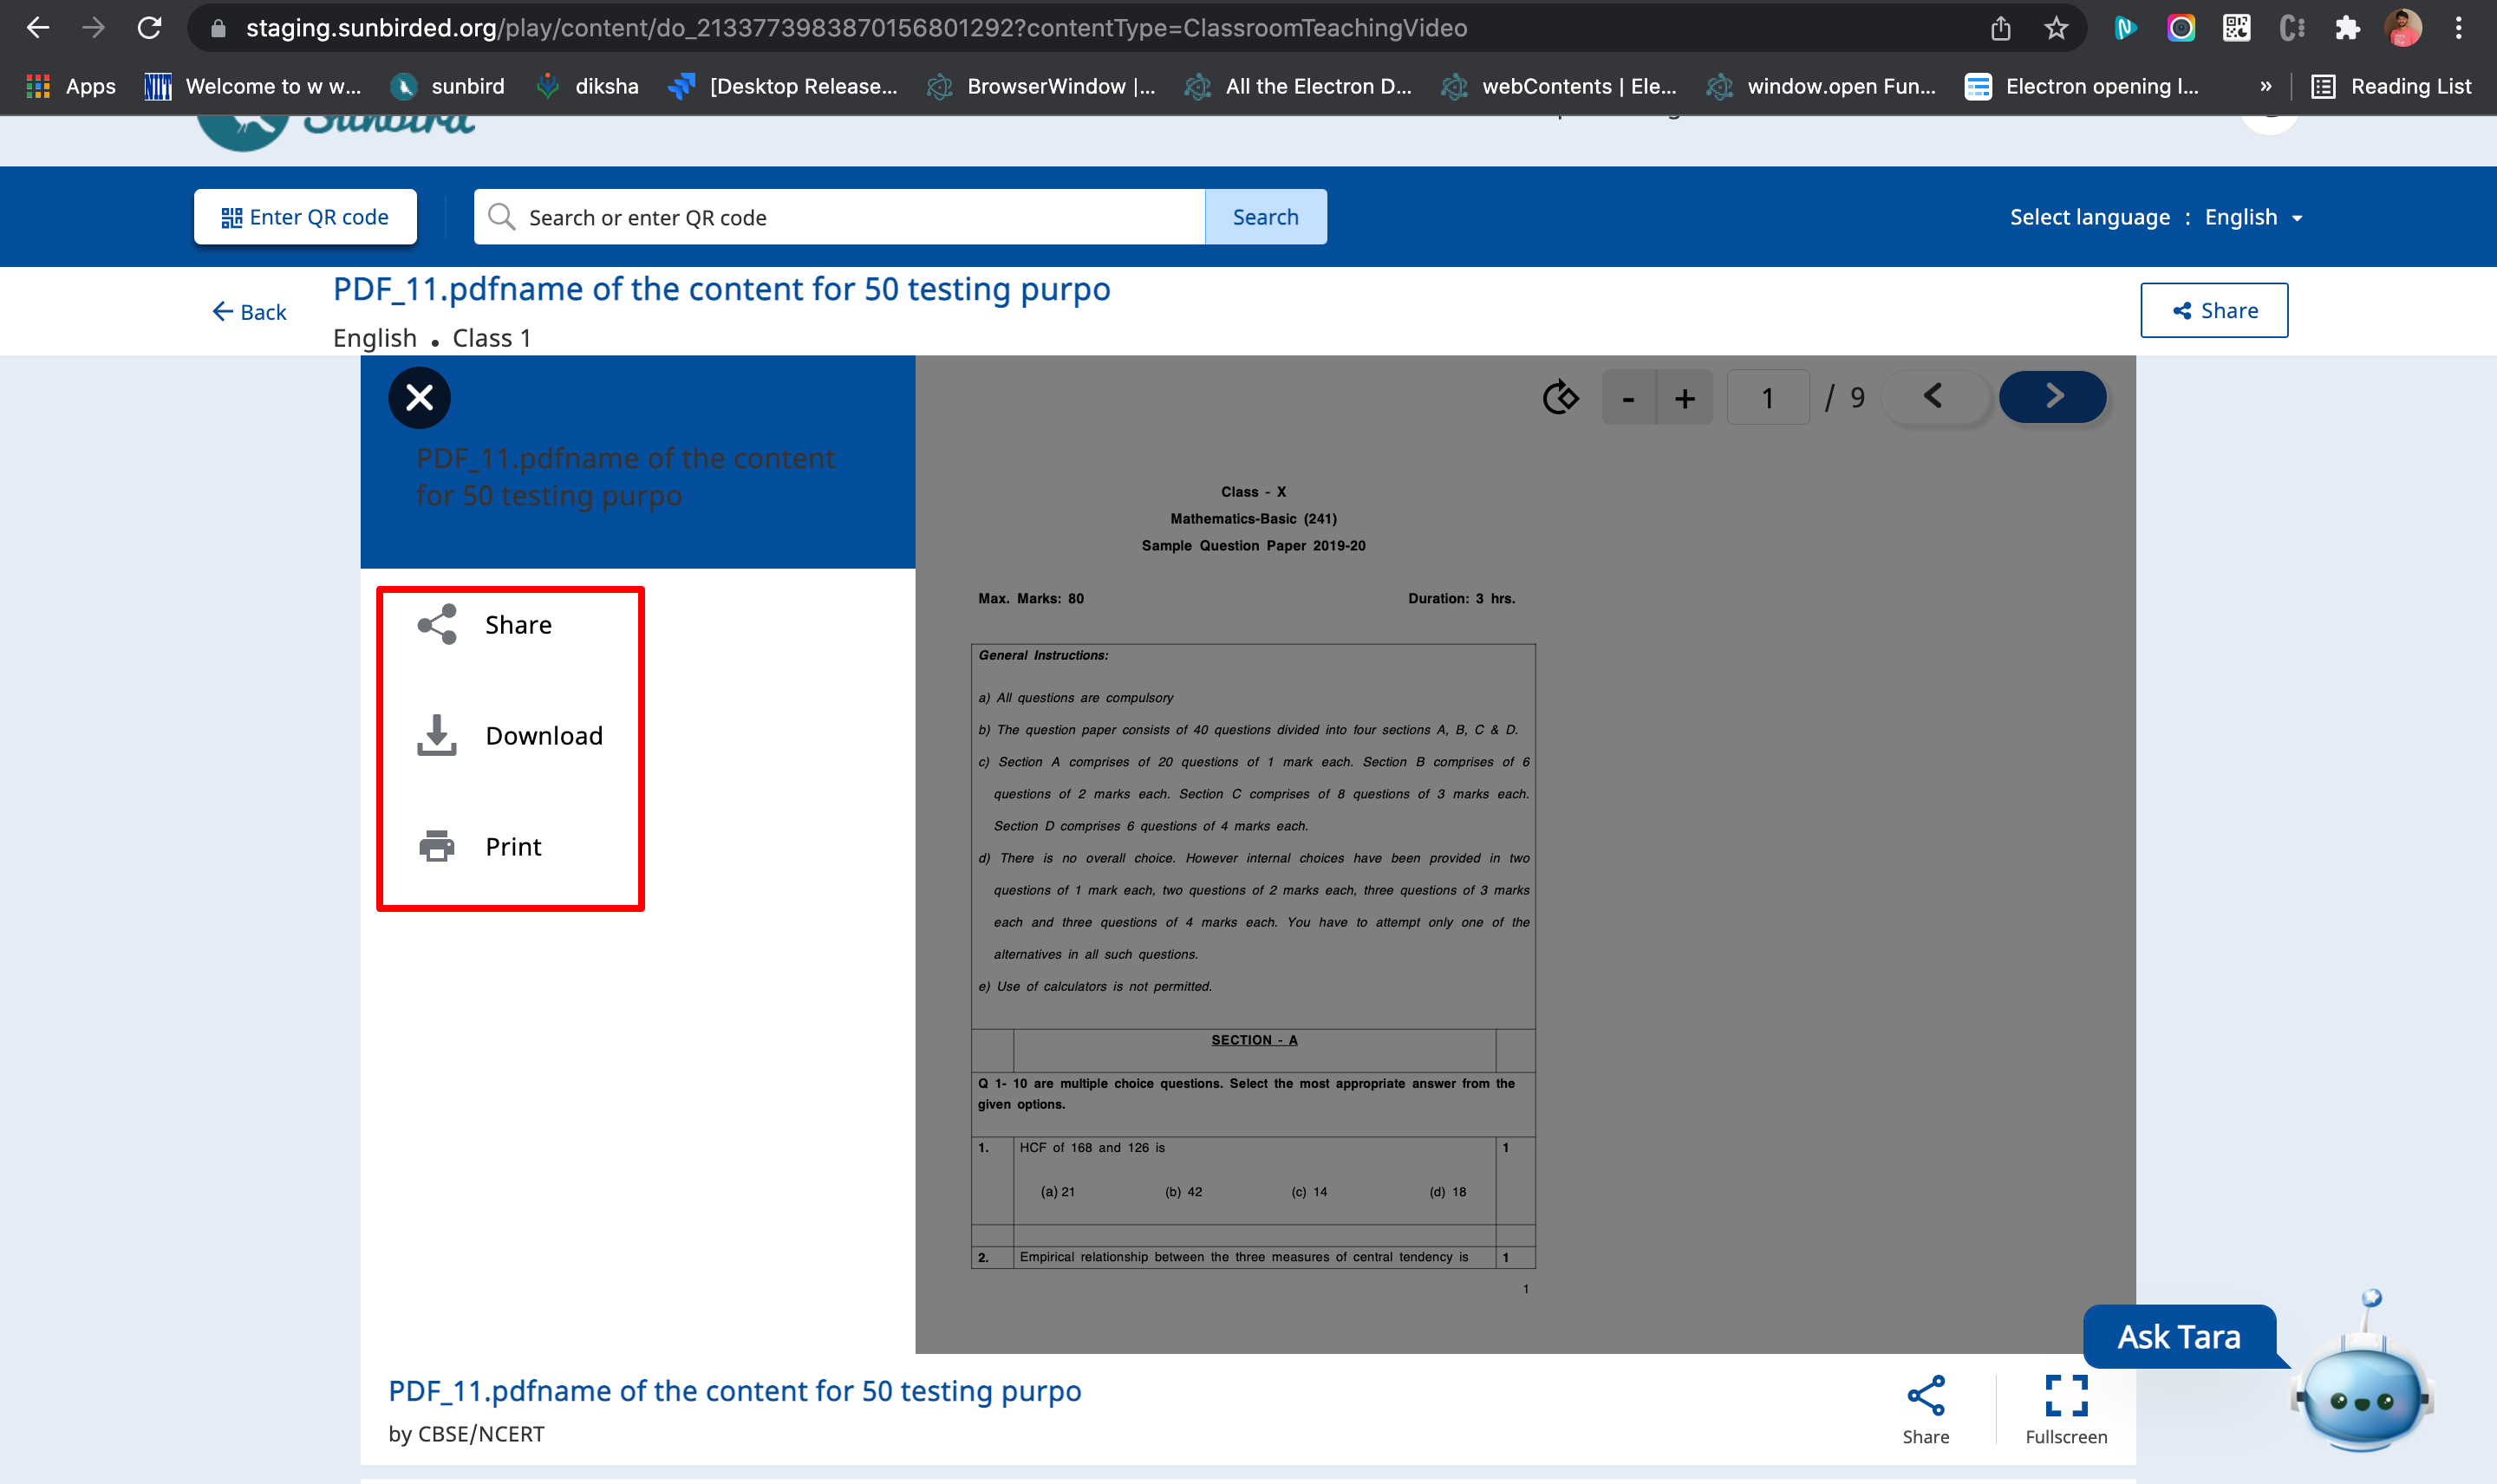 staging.sunbirded.org/play/content/do_21337739838701568012​92?contentType=ClassroomTeachingVideo
Apps
Welcome to w w...
sunbird
diksha
[Desktop Release...
BrowserWindow |...
All the Electron D...
webContents | Ele...
window.open Fun...
Electron opening l...
»
Reading List
Sunbird
Enter QR code
Search or enter QR code
Search
Select language : English
Back
PDF_11.pdfname of the content for 50 testing purpo
English • Class 1
Share
PDF_11.pdfname of the content
for 50 testing purpo
- + 1 / 9
Share
Download
Print
Class - X
Mathematics-Basic (241)
Sample Question Paper 2019-20
Max. Marks: 80 Duration: 3 hrs.
General Instructions:
a) All questions are compulsory
b) The question paper consists of 40 questions divided into four sections A, B, C & D.
c) Section A comprises of 20 questions of 1 mark each. Section B comprises of 6
questions of 2 marks each. Section C comprises of 8 questions of 3 marks each.
Section D comprises 6 questions of 4 marks each.
d) There is no overall choice. However internal choices have been provided in two
questions of 1 mark each, two questions of 2 marks each, three questions of 3 marks
each and three questions of 4 marks each. You have to attempt only one of the
alternatives in all such questions.
e) Use of calculators is not permitted.
SECTION - A
Q 1- 10 are multiple choice questions. Select the most appropriate answer from the
given options.
1. HCF of 168 and 126 is 1
(a) 21 (b) 42 (c) 14 (d) 18
2. Empirical relationship between the three measures of central tendency is 1
1
Ask Tara
PDF_11.pdfname of the content for 50 testing purpo
by CBSE/NCERT
Share
Fullscreen